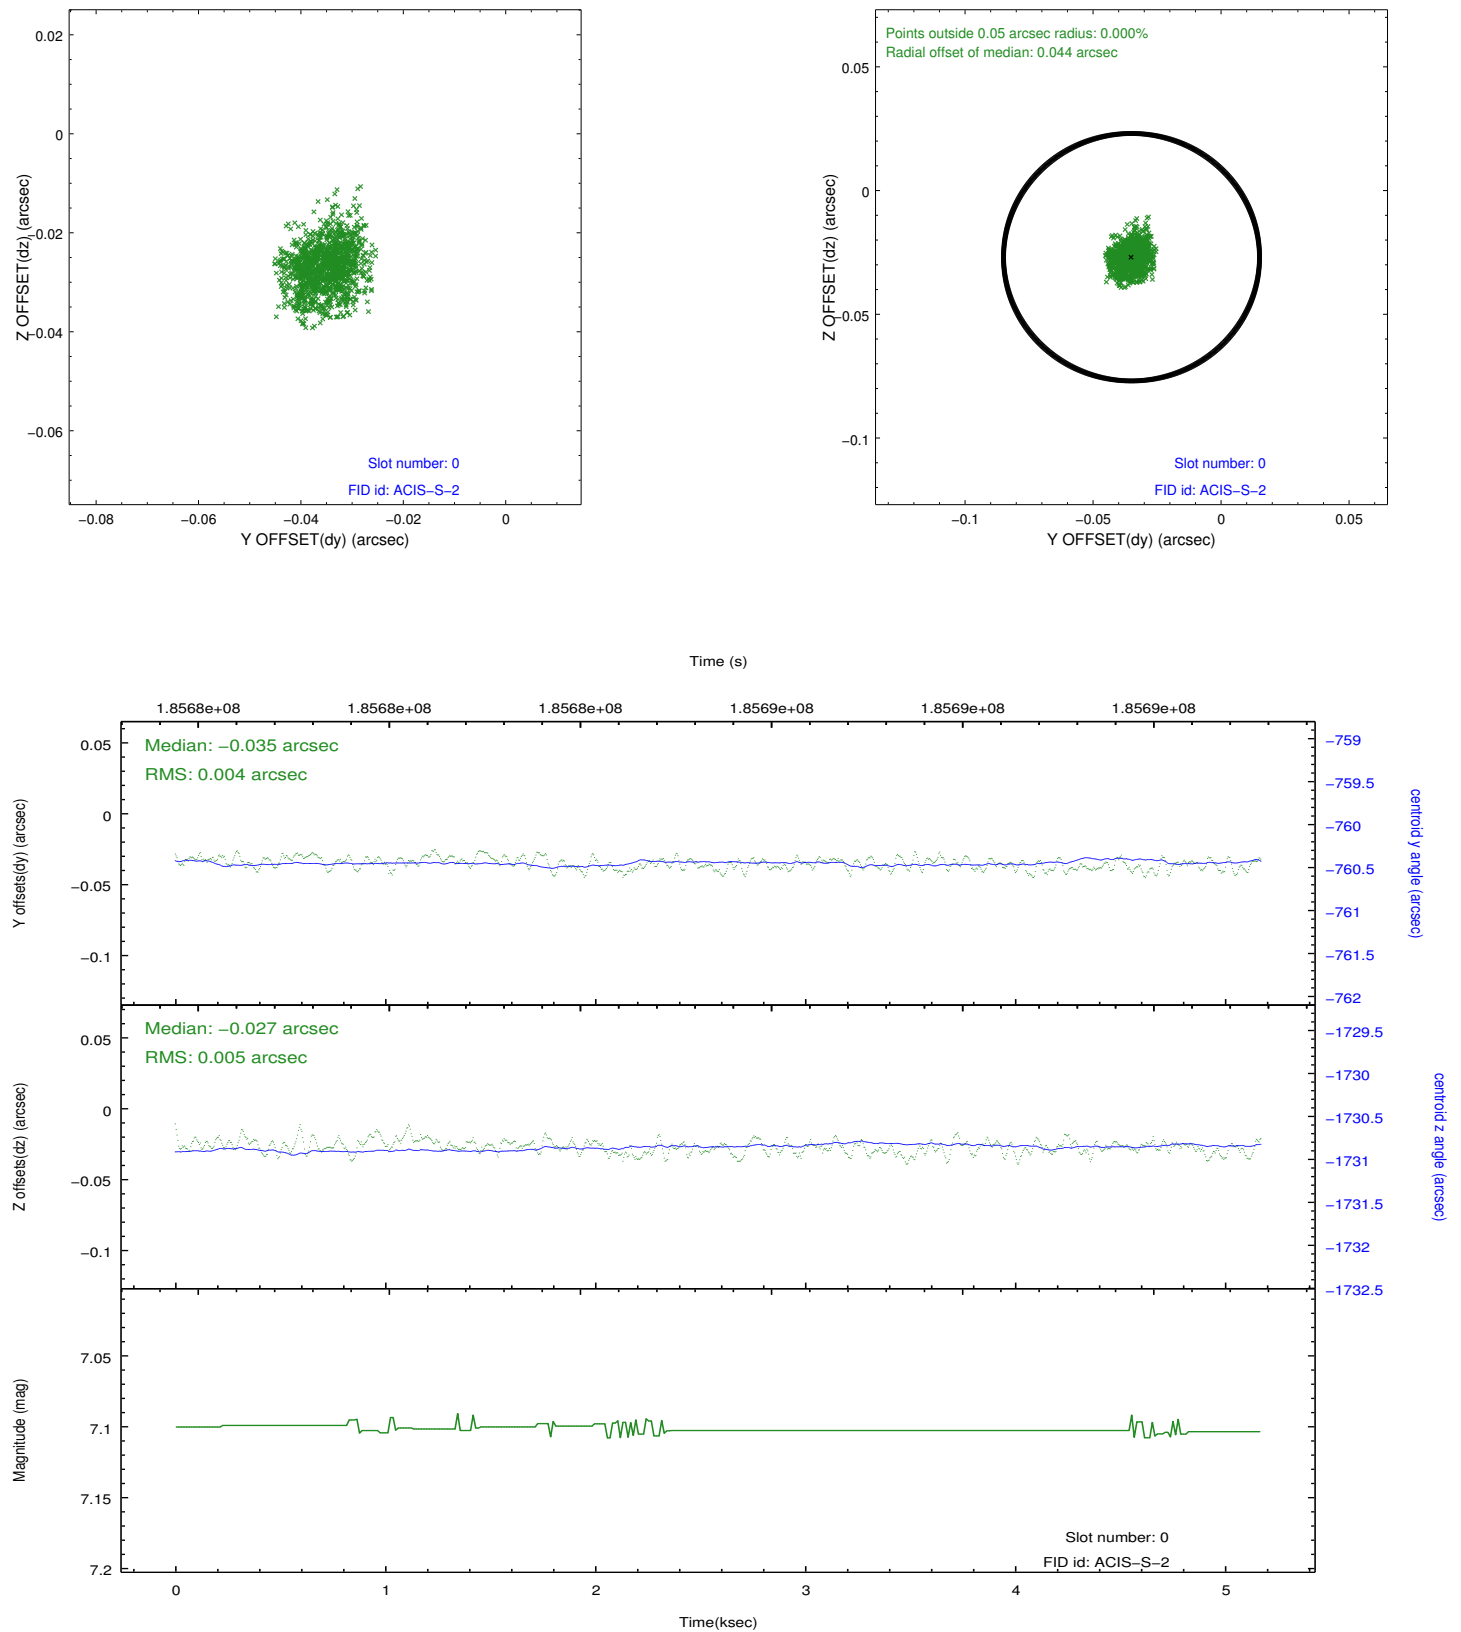 0.02
0
−0.02
−0.04
−0.06
Z OFFSET(dz) (arcsec)
Slot number: 0
FID id: ACIS−S−2
−0.08
−0.06
−0.04
−0.02
0
Y OFFSET(dy) (arcsec)
Points outside 0.05 arcsec radius: 0.000%
Radial offset of median: 0.044 arcsec
0.05
0
−0.05
−0.1
Z OFFSET(dz) (arcsec)
Slot number: 0
FID id: ACIS−S−2
−0.1
−0.05
0
0.05
Y OFFSET(dy) (arcsec)
Time (s)
1.8568e+08
1.8568e+08
1.8568e+08
1.8569e+08
1.8569e+08
1.8569e+08
Median: −0.035 arcsec
RMS: 0.004 arcsec
0.05
0
−0.05
−0.1
Y offsets(dy) (arcsec)
−759
−759.5
−760
−760.5
−761
−761.5
−762
centroid y angle (arcsec)
Median: −0.027 arcsec
RMS: 0.005 arcsec
0.05
0
−0.05
−0.1
Z offsets(dz) (arcsec)
−1729.5
−1730
−1730.5
−1731
−1731.5
−1732
−1732.5
centroid z angle (arcsec)
7.05
7.1
7.15
7.2
Magnitude (mag)
Slot number: 0
FID id: ACIS−S−2
0
1
2
3
4
5
Time(ksec)